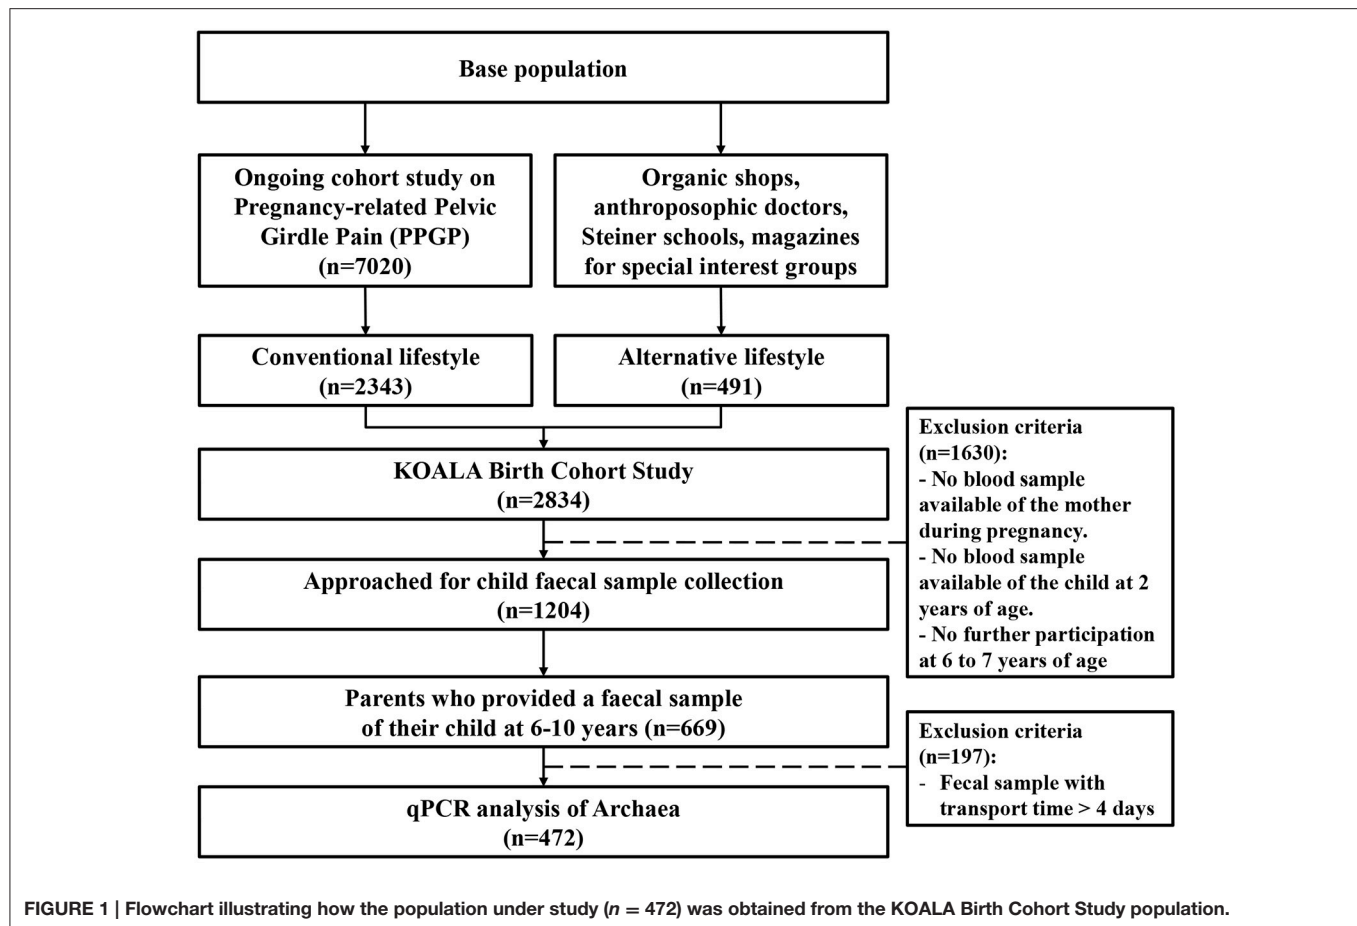 Base population
Ongoing cohort study on
Pregnancy-related Pelvic
Girdle Pain (PPGP)
(n=7020)
Organic shops,
anthroposophic doctors,
Steiner schools, magazines
for special interest groups
Conventional lifestyle
(n=2343)
Alternative lifestyle
(n=491)
KOALA Birth Cohort Study
(n=2834)
Exclusion criteria
(n=1630):
- No blood sample
available of the mother
during pregnancy.
- No blood sample
available of the child at 2
years of age.
- No further participation
at 6 to 7 years of age
Approached for child faecal sample collection
(n=1204)
Parents who provided a faecal sample
of their child at 6-10 years (n=669)
Exclusion criteria
(n=197):
- Fecal sample with
transport time > 4 days
qPCR analysis of Archaea
(n=472)
FIGURE 1 | Flowchart illustrating how the population under study (n = 472) was obtained from the KOALA Birth Cohort Study population.